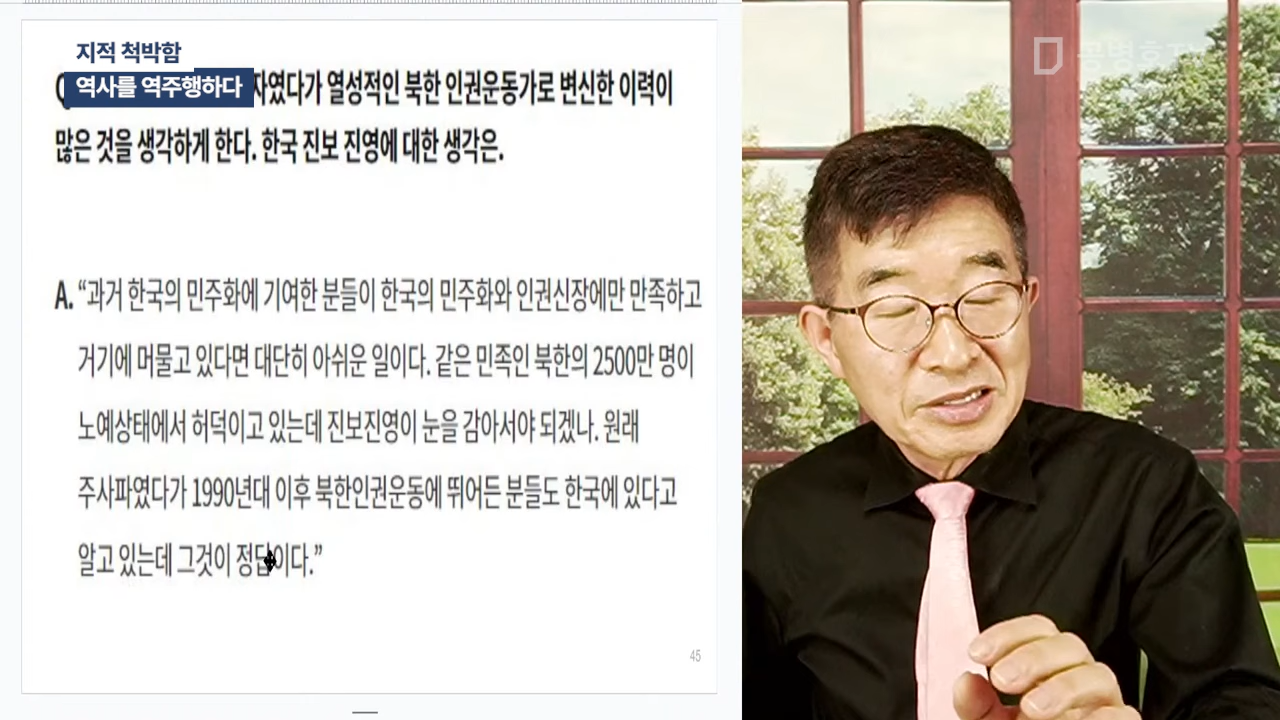 지적 척박함
역사를 역주행하다
자였다가 열성적인 북한 인권운동가로 변신한 이력이
많은 것을 생각하게 한다. 한국 진보 진영에 대한 생각은.
A. “과거 한국의 민주화에 기여한 분들이 한국의 민주화와 인권신장에만 만족하고
거기에 머물고 있다면 대단히 아쉬운 일이다. 같은 민족인 북한의 2500만 명이
노예상태에서 허덕이고 있는데 진보진영이 눈을 감아서야 되겠나. 원래
주사파였다가 1990년대 이후 북한인권운동에 뛰어든 분들도 한국에 있다고
알고 있는데 그것이 정답이다.”
45
공병호